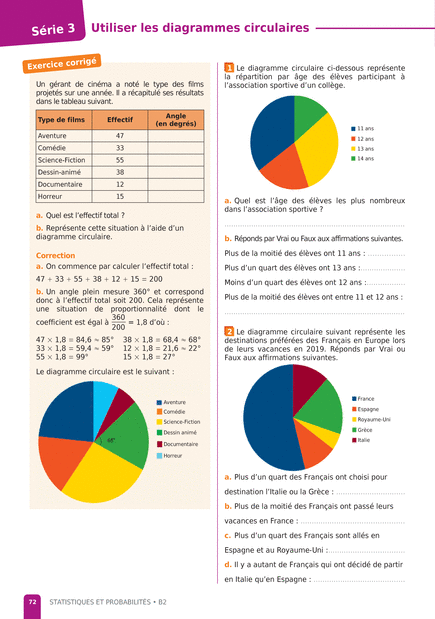 Série 3
Utiliser les diagrammes circulaires
Exercice corrigé
Un gérant de cinéma a noté le type des films
projetés sur une année. Il a récapitulé ses résultats
dans le tableau suivant.
Type de films Effectif Angle (en degrés)
Aventure 47
Comédie 33
Science-Fiction 55
Dessin-animé 38
Documentaire 12
Horreur 15
a. Quel est l'effectif total ?
b. Représente cette situation à l'aide d'un
diagramme circulaire.
Correction
a. On commence par calculer l'effectif total :
47 + 33 + 55 + 38 + 12 + 15 = 200
b. Un angle plein mesure 360° et correspond
donc à l'effectif total soit 200. Cela représente
une situation de proportionnalité dont le
coefficient est égal à 360/200 = 1,8 d'où :
47 × 1,8 = 84,6 ≈ 85° 38 × 1,8 = 68,4 ≈ 68°
33 × 1,8 = 59,4 ≈ 59° 12 × 1,8 = 21,6 ≈ 22°
55 × 1,8 = 99° 15 × 1,8 = 27°
Le diagramme circulaire est le suivant :
68°
Aventure
Comédie
Science-Fiction
Dessin animé
Documentaire
Horreur
1 Le diagramme circulaire ci-dessous représente
la répartition par âge des élèves participant à
l'association sportive d'un collège.
11 ans
12 ans
13 ans
14 ans
a. Quel est l'âge des élèves les plus nombreux
dans l'association sportive ?
b. Réponds par Vrai ou Faux aux affirmations suivantes.
Plus de la moitié des élèves ont 11 ans :
Plus d'un quart des élèves ont 13 ans :
Moins d'un quart des élèves ont 12 ans :
Plus de la moitié des élèves ont entre 11 et 12 ans :
2 Le diagramme circulaire suivant représente les
destinations préférées des Français en Europe lors
de leurs vacances en 2019. Réponds par Vrai ou
Faux aux affirmations suivantes.
France
Espagne
Royaume-Uni
Grèce
Italie
a. Plus d'un quart des Français ont choisi pour
destination l'Italie ou la Grèce :
b. Plus de la moitié des Français ont passé leurs
vacances en France :
c. Plus d'un quart des Français sont allés en
Espagne et au Royaume-Uni :
d. Il y a autant de Français qui ont décidé de partir
en Italie qu'en Espagne :
72 STATISTIQUES ET PROBABILITÉS • B2